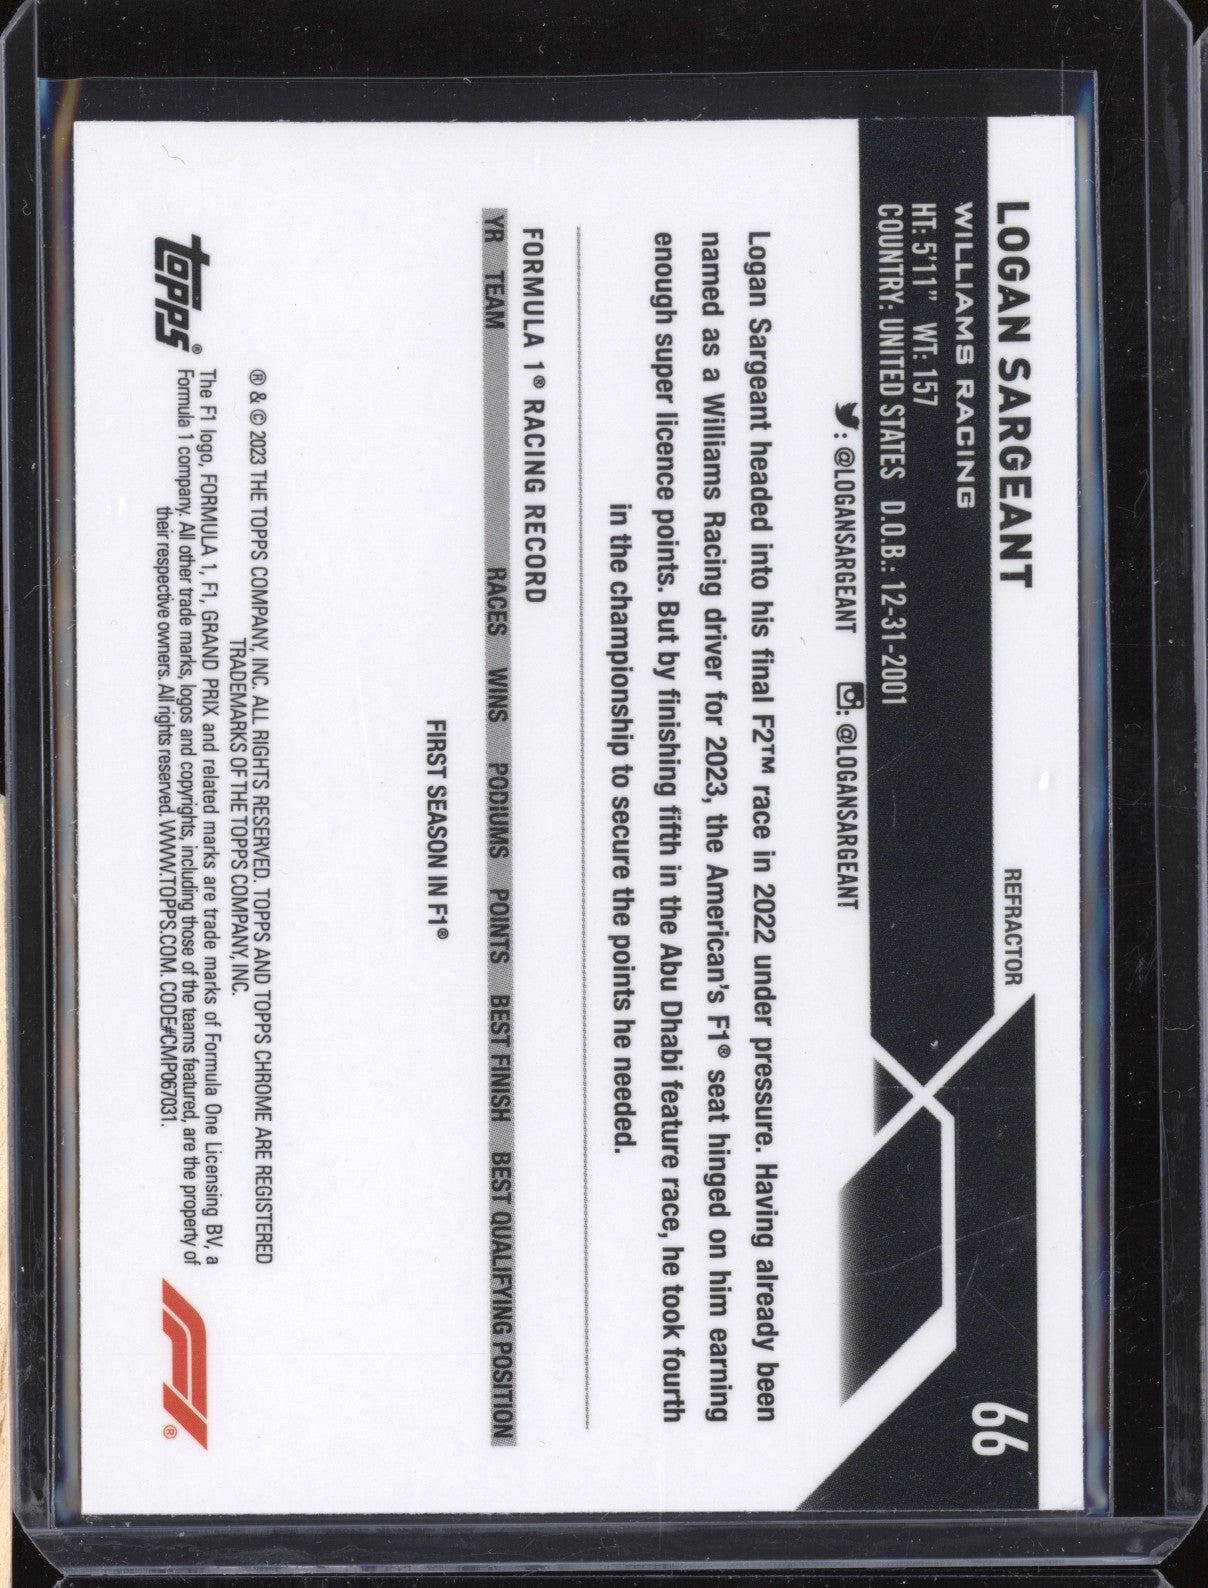 LOGAN SARGEANT
REFRACTOR
66
WILLIAMS RACING
HT: 5'11" WT: 157
COUNTRY: UNITED STATES D.O.B.: 12-31-2001
: @LOGANSARGEANT : @LOGANSARGEANT
Logan Sargeant headed into his final F2™ race in 2022 under pressure. Having already been
named as a Williams Racing driver for 2023, the American's F1® seat hinged on him earning
enough super licence points. But by finishing fifth in the Abu Dhabi feature race, he took fourth
in the championship to secure the points he needed.
FORMULA 1® RACING RECORD
YR TEAM RACES WINS PODIUMS POINTS BEST FINISH BEST QUALIFYING POSITION
FIRST SEASON IN F1®
® & © 2023 THE TOPPS COMPANY, INC. ALL RIGHTS RESERVED. TOPPS AND TOPPS CHROME ARE REGISTERED
TRADEMARKS OF THE TOPPS COMPANY, INC.
The F1 logo, FORMULA 1, F1, GRAND PRIX and related marks are trade marks of Formula One Licensing BV, a
Formula 1 company. All other trade marks, logos and copyrights, including those of the teams featured, are the property of
their respective owners. All rights reserved. WWW.TOPPS.COM. CODE#CMP067031.
topps®
F1®